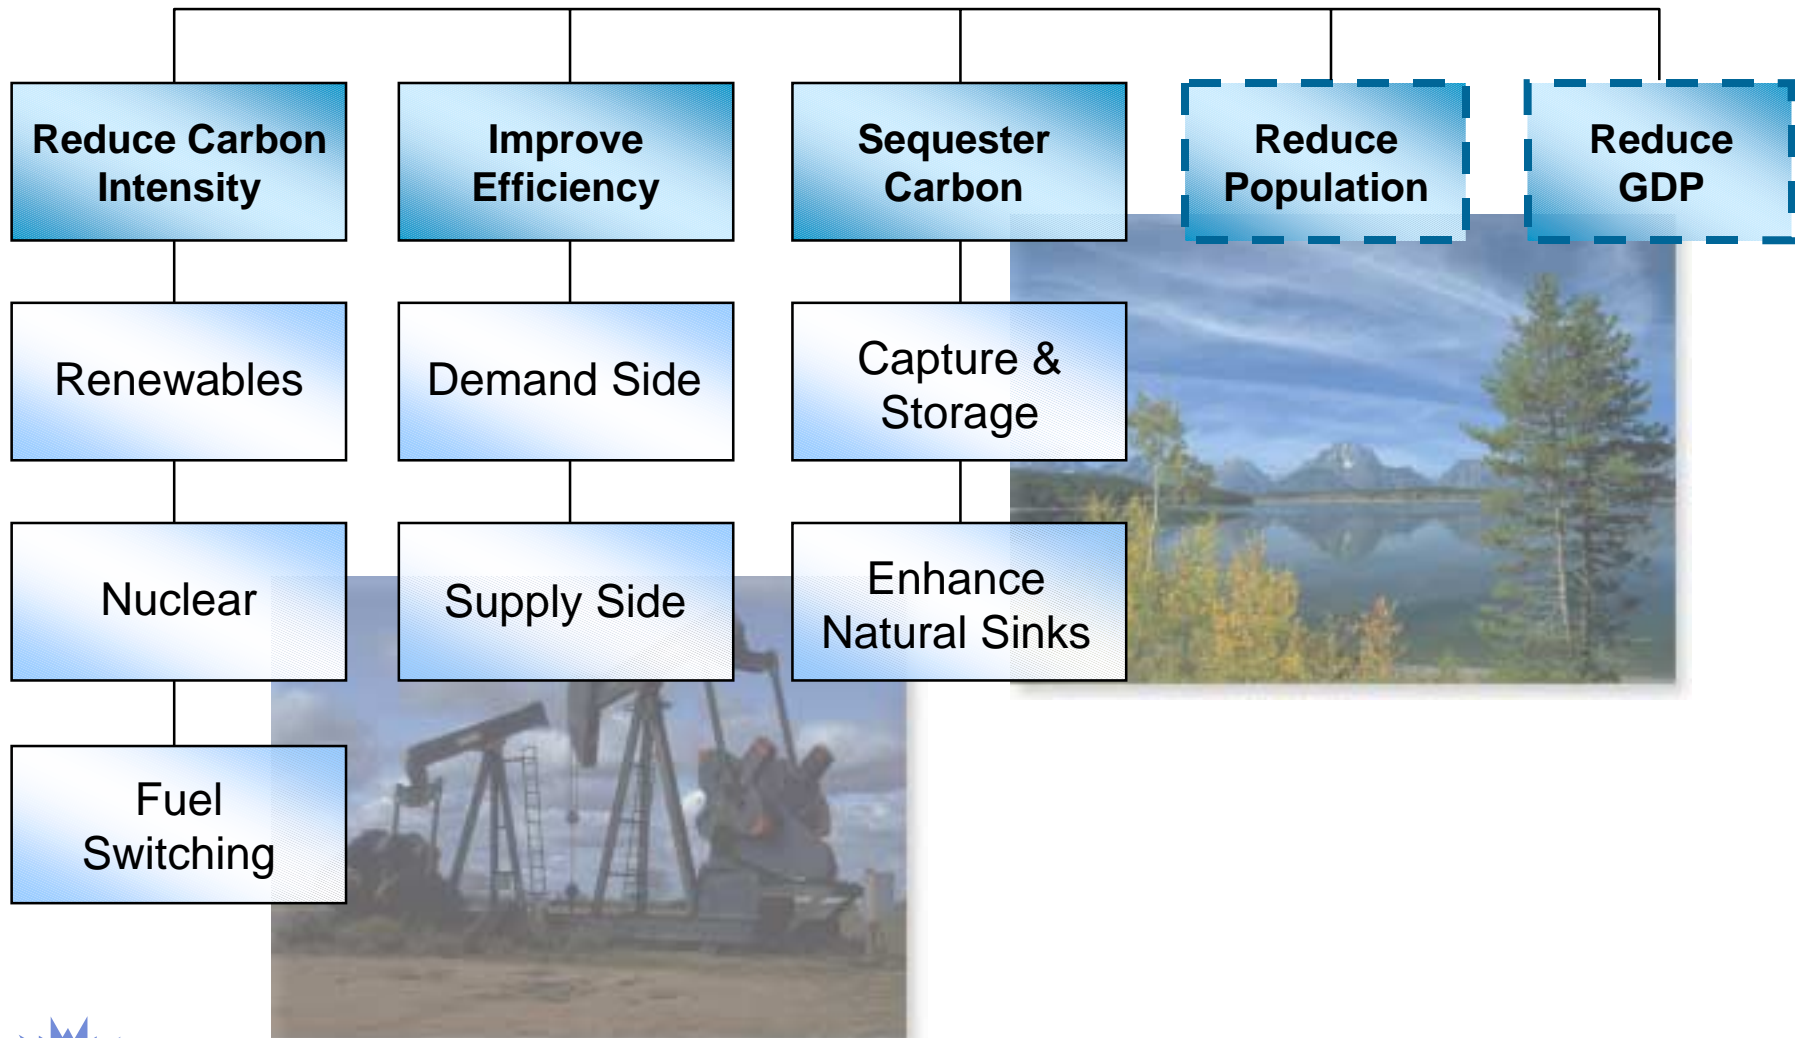 Reduce Carbon
Intensity
Improve
Efficiency
Sequester
Carbon
Reduce
Population
Reduce
GDP
Renewables
Demand Side
Capture &
Storage
Nuclear
Supply Side
Enhance
Natural Sinks
Fuel
Switching